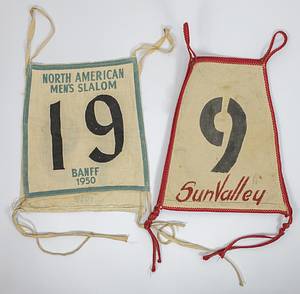 NORTH AMERICAN
MEN'S SLALOM
19
BANFF
1950
9
SunValley